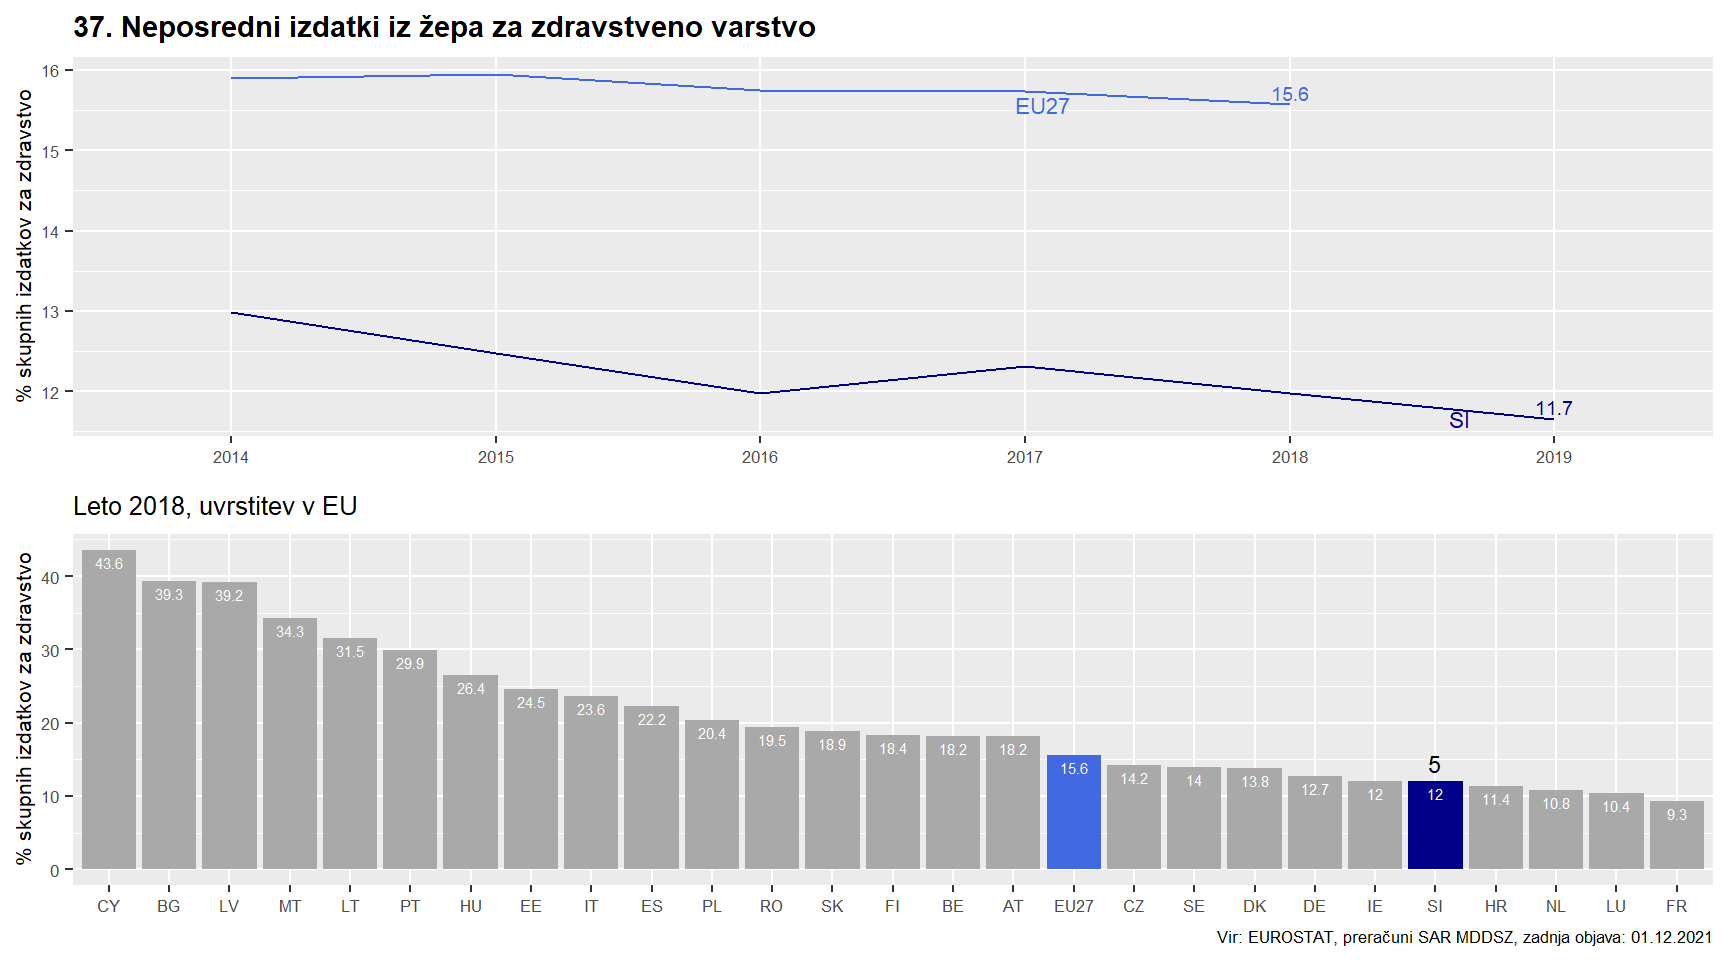 37. Neposredni izdatki iz žepa za zdravstveno varstvo
% skupnih izdatkov za zdravstvo
16
15
14
13
12
EU27
15.6
SI
11.7
2014 2015 2016 2017 2018 2019
Leto 2018, uvrstitev v EU
% skupnih izdatkov za zdravstvo
40
30
20
10
0
43.6 39.3 39.2 34.3 31.5 29.9 26.4 24.5 23.6 22.2 20.4 19.5 18.9 18.4 18.2 18.2 15.6 14.2 14 13.8 12.7 12 12 11.4 10.8 10.4 9.3
5
CY BG LV MT LT PT HU EE IT ES PL RO SK FI BE AT EU27 CZ SE DK DE IE SI HR NL LU FR
Vir: EUROSTAT, preračuni SAR MDDSZ, zadnja objava: 01.12.2021